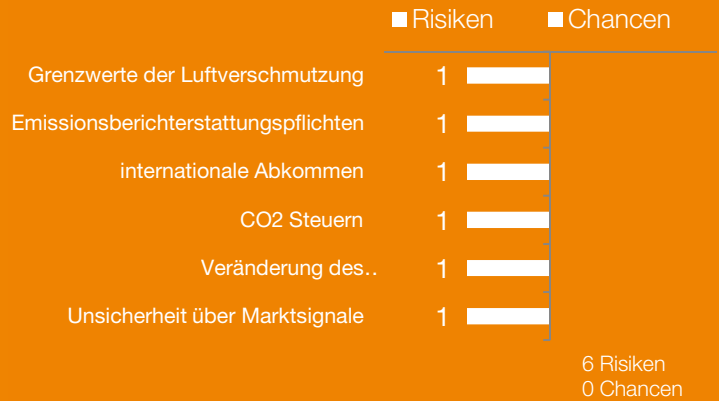 Risiken Chancen
Grenzwerte der Luftverschmutzung 1
Emissionsberichterstattungspflichten 1
internationale Abkommen 1
CO2 Steuern 1
Veränderung des.. 1
Unsicherheit über Marktsignale 1
6 Risiken
0 Chancen